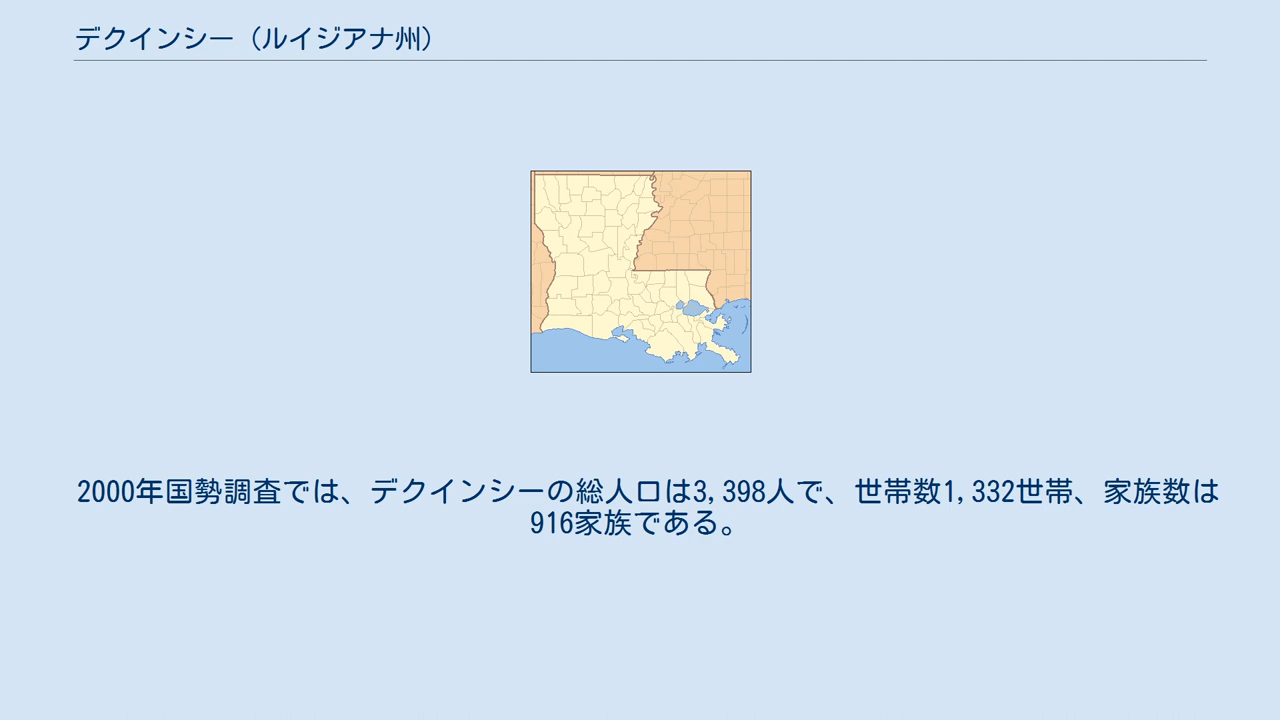 デクインシー（ルイジアナ州）
2000年国勢調査では、デクインシーの総人口は3,398人で、世帯数1,332世帯、家族数は
916家族である。